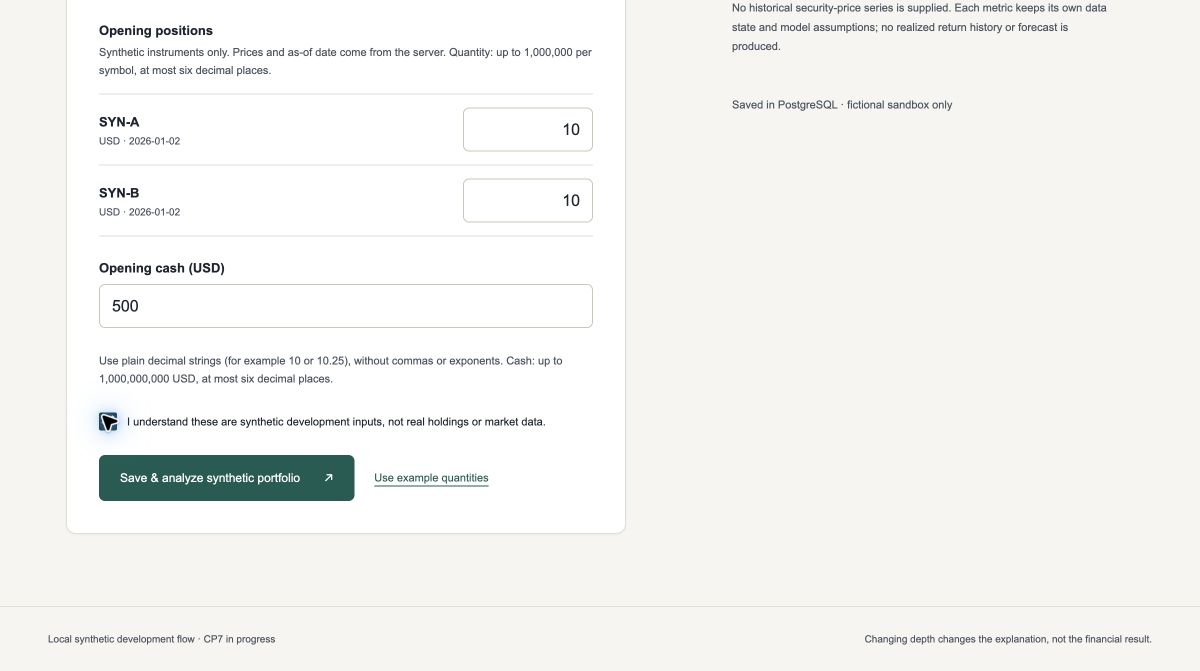 Opening positions
Synthetic instruments only. Prices and as-of date come from the server. Quantity: up to 1,000,000 per
symbol, at most six decimal places.
SYN-A
USD · 2026-01-02
10
SYN-B
USD · 2026-01-02
10
Opening cash (USD)
500
Use plain decimal strings (for example 10 or 10.25), without commas or exponents. Cash: up to
1,000,000,000 USD, at most six decimal places.
I understand these are synthetic development inputs, not real holdings or market data.
Save & analyze synthetic portfolio ↗
Use example quantities
No historical security-price series is supplied. Each metric keeps its own data
state and model assumptions; no realized return history or forecast is
produced.
Saved in PostgreSQL · fictional sandbox only
Local synthetic development flow · CP7 in progress
Changing depth changes the explanation, not the financial result.